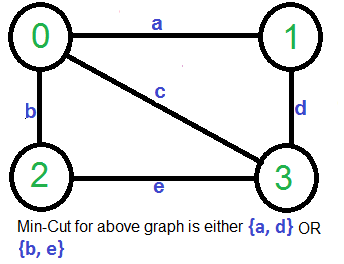 a
0
1
c
b
d
2
3
e
Min-Cut for above graph is either {a, d} OR
{b, e}